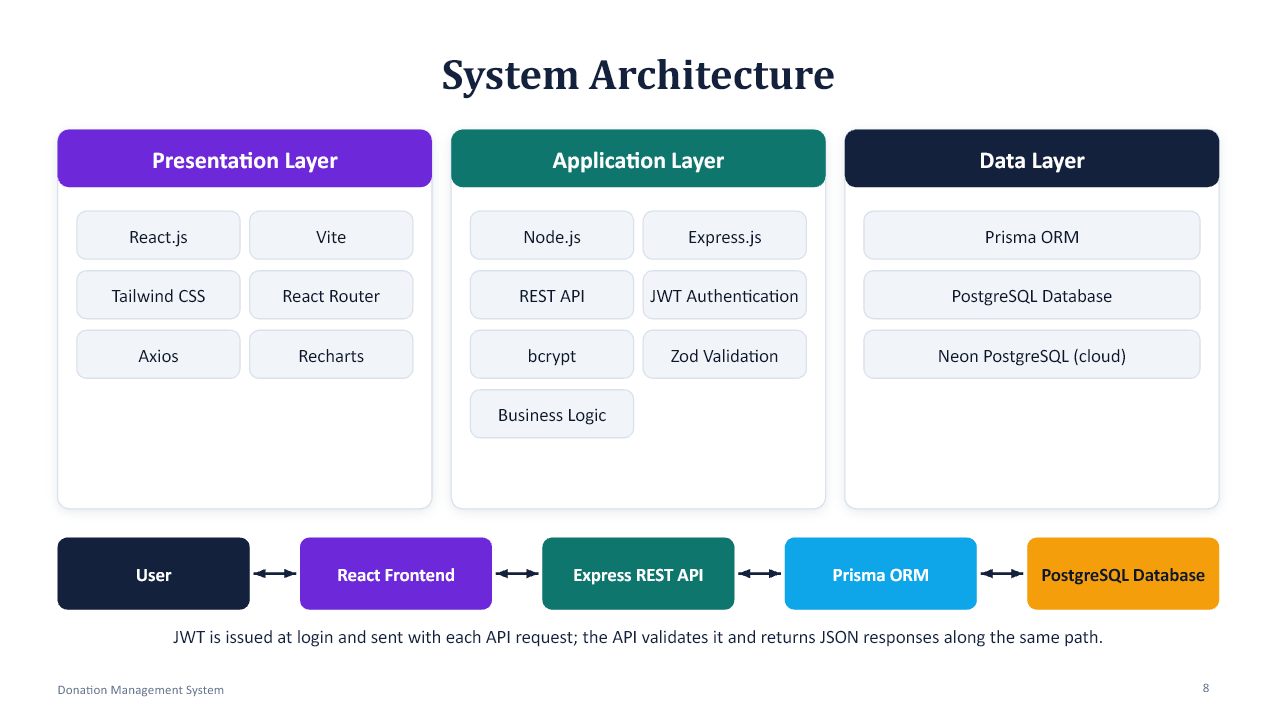 System Architecture
Presentation Layer
React.js
Vite
Tailwind CSS
React Router
Axios
Recharts
Application Layer
Node.js
Express.js
REST API
JWT Authentication
bcrypt
Zod Validation
Business Logic
Data Layer
Prisma ORM
PostgreSQL Database
Neon PostgreSQL (cloud)
User
React Frontend
Express REST API
Prisma ORM
PostgreSQL Database
JWT is issued at login and sent with each API request; the API validates it and returns JSON responses along the same path.
Donation Management System
8